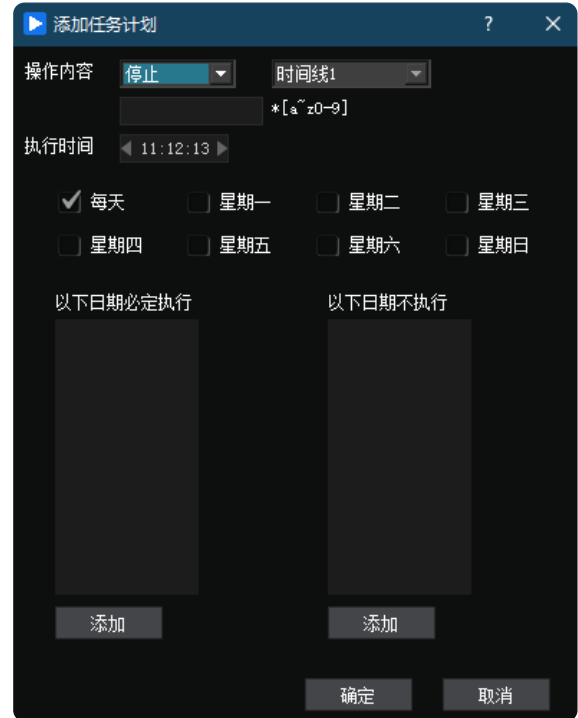 添加任务计划 ?
操作内容 停止 时间线1
*[a~z0-9]
执行时间 11:12:13
每天 星期一 星期二 星期三
星期四 星期五 星期六 星期日
以下日期必定执行 以下日期不执行
添加 添加
确定 取消